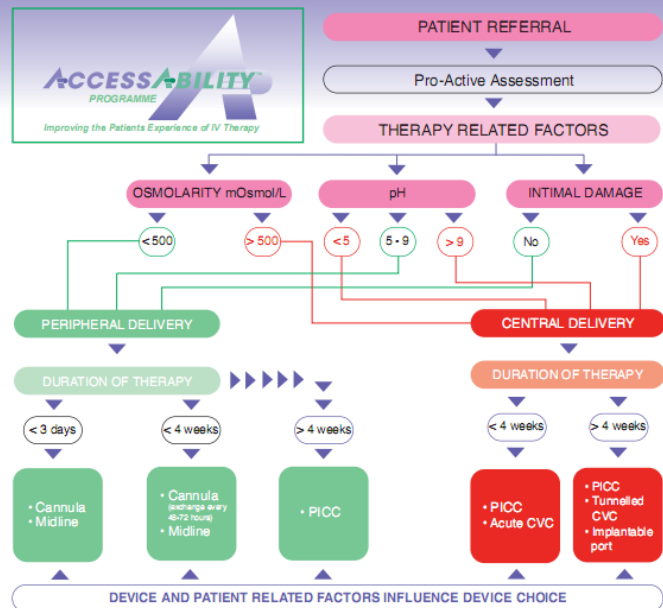 PATIENT REFERRAL
ACCESSABILITY™
PROGRAMME
Improving the Patients Experience of IV Therapy
Pro-Active Assessment
THERAPY RELATED FACTORS
OSMOLARITY mOsmol/L
pH
INTIMAL DAMAGE
<500
> 500
<5
5 - 9
> 9
No
Yes
PERIPHERAL DELIVERY
CENTRAL DELIVERY
DURATION OF THERAPY
DURATION OF THERAPY
< 3 days
< 4 weeks
> 4 weeks
< 4 weeks
> 4 weeks
• Cannula
• Midline
• Cannula
(exchange every
48-72 hours)
• Midline
• PICC
• PICC
• Acute CVC
• PICC
• Tunnelled
CVC
• Implantable
port
DEVICE AND PATIENT RELATED FACTORS INFLUENCE DEVICE CHOICE